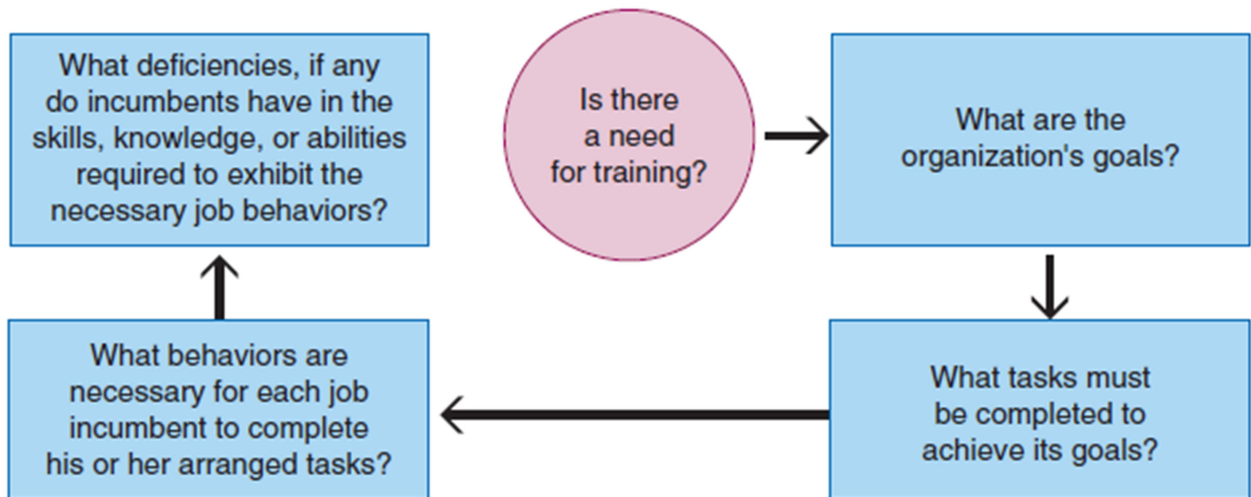 Is there
a need
for training?
What are the
organization's goals?
What tasks must
be completed to
achieve its goals?
What behaviors are
necessary for each job
incumbent to complete
his or her arranged tasks?
What deficiencies, if any
do incumbents have in the
skills, knowledge, or abilities
required to exhibit the
necessary job behaviors?